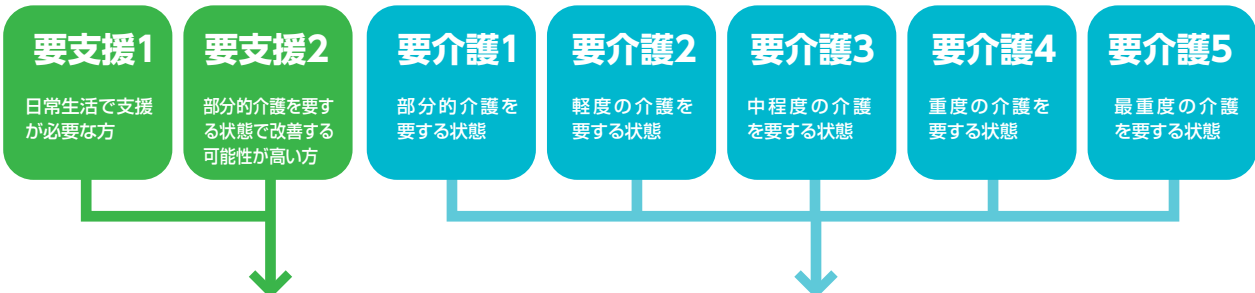 要支援1
日常生活で支援
が必要な方
要支援2
部分的介護を要す
る状態で改善する
可能性が高い方
要介護1
部分的介護を
要する状態
要介護2
軽度の介護を
要する状態
要介護3
中程度の介護
を要する状態
要介護4
重度の介護を
要する状態
要介護5
最重度の介護
を要する状態